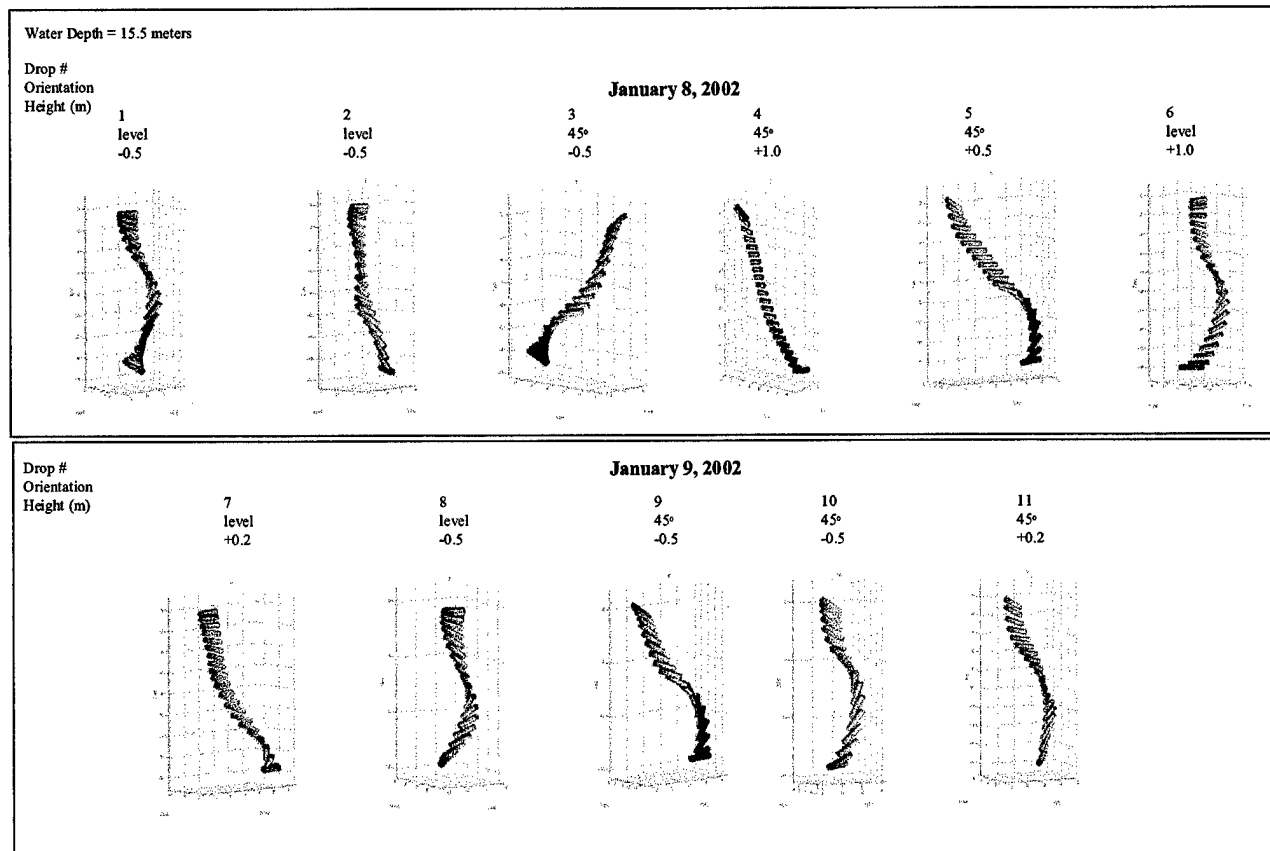 Water Depth = 15.5 meters
Drop #
Orientation
Height (m)
January 8, 2002
1 2 3 4 5 6
level level 45° 45° 45° level
-0.5 -0.5 -0.5 +1.0 +0.5 +1.0
Drop #
Orientation
Height (m)
January 9, 2002
7 8 9 10 11
level level 45° 45° 45°
+0.2 -0.5 -0.5 -0.5 +0.2